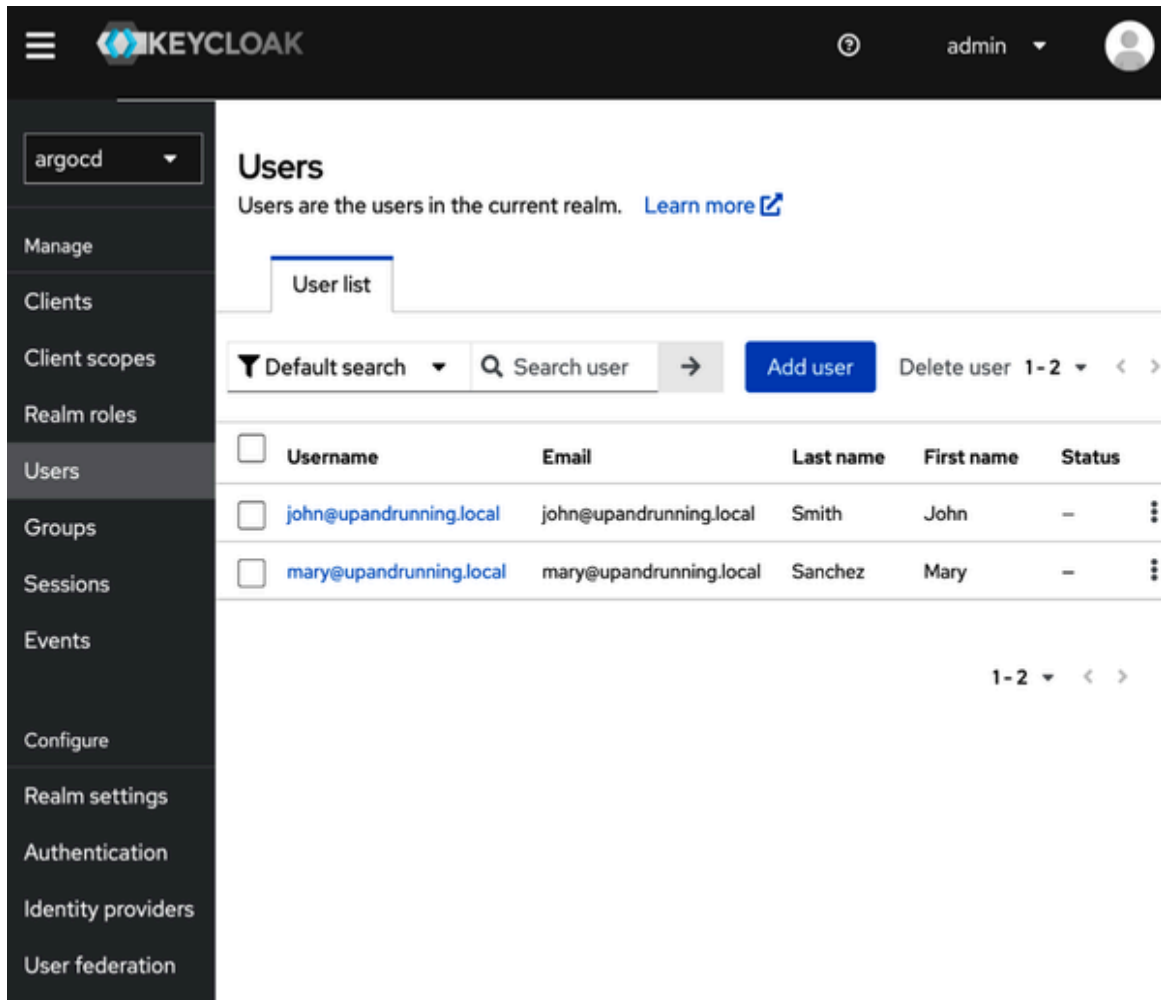 KEYCLOAK
admin
argocd
Manage
Clients
Client scopes
Realm roles
Users
Groups
Sessions
Events
Configure
Realm settings
Authentication
Identity providers
User federation
Users
Users are the users in the current realm. Learn more
User list
Default search Search user Add user Delete user 1-2
Username Email Last name First name Status
john@upandrunning.local john@upandrunning.local Smith John –
mary@upandrunning.local mary@upandrunning.local Sanchez Mary –
1-2